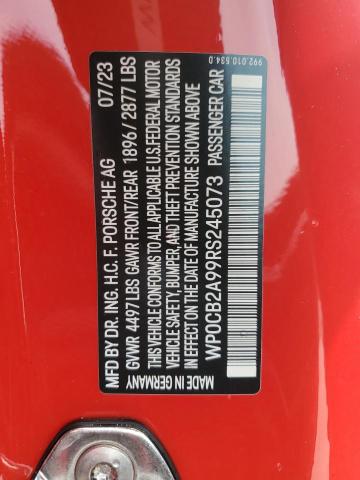 992.010.534.0
MFD BY DR. ING. H.C. F. PORSCHE AG 07/23
GVWR 4497 LBS GAWR FRONT/REAR 1896/2877 LBS
THIS VEHICLE CONFORMS TO ALL APPLICABLE U.S. FEDERAL MOTOR
VEHICLE SAFETY, BUMPER, AND THEFT PREVENTION STANDARDS
IN EFFECT ON THE DATE OF MANUFACTURE SHOWN ABOVE
WP0CB2A99RS245073 PASSENGER CAR
MADE IN GERMANY